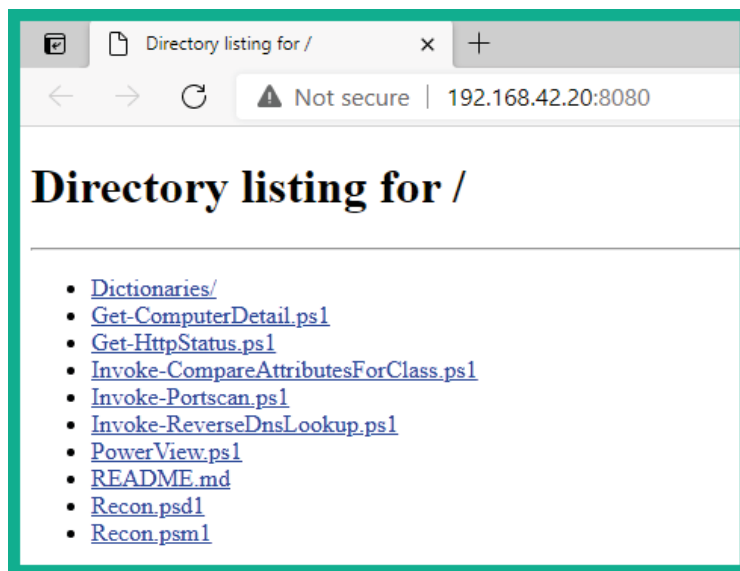 Directory listing for /
Not secure | 192.168.42.20:8080
Directory listing for /
Dictionaries/
Get-ComputerDetail.ps1
Get-HttpStatus.ps1
Invoke-CompareAttributesForClass.ps1
Invoke-Portscan.ps1
Invoke-ReverseDnsLookup.ps1
PowerView.ps1
README.md
Recon.psd1
Recon.psm1